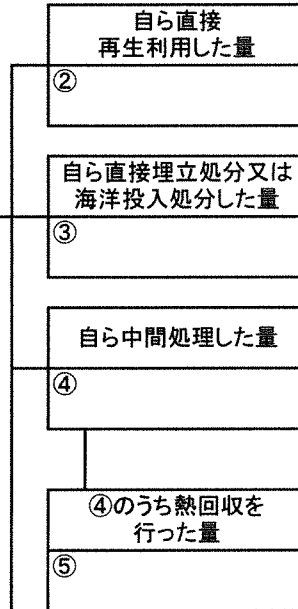 自ら直接
再生利用した量
②
自ら直接埋立処分又は
海洋投入処分した量
③
自ら中間処理した量
④
④のうち熱回収を
行った量
⑤